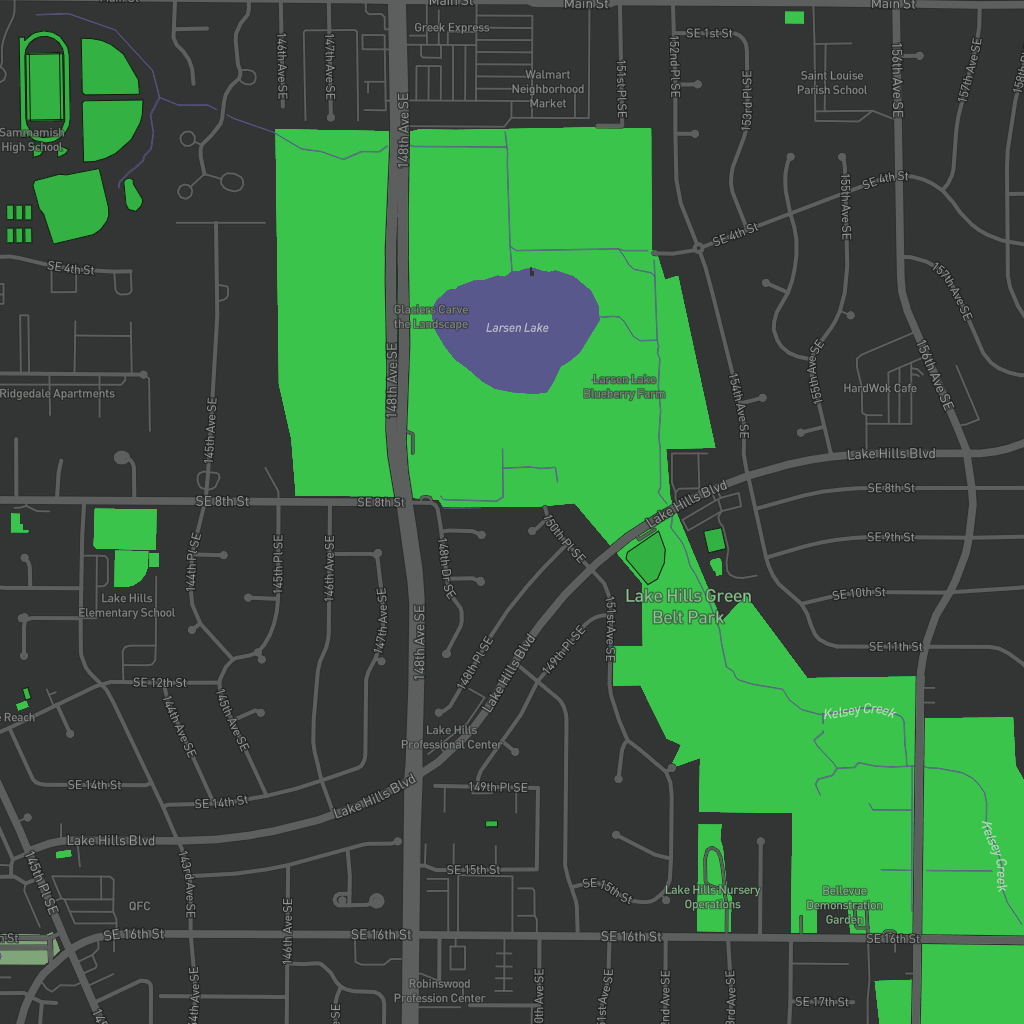 Main St
Main St
Main St
Main St
Greek Express
SE 1st St
146th Ave SE
147th Ave SE
148th Ave SE
151st Pl SE
152nd Pl SE
153rd Pl SE
156th Ave SE
157th Ave SE
158th P
Walmart
Neighborhood
Market
Saint Louise
Parish School
Sammamish
High School
155th Ave SE
SE 4th St
SE 4th St
SE 4th St
157th Ave SE
Glaciers Carve
the Landscape
Larsen Lake
148th Ave SE
156th Ave SE
Larsen Lake
Blueberry Farm
154th Ave SE
154th Ave SE
HardWok Cafe
Ridgedale Apartments
145th Ave SE
Lake Hills Blvd
Lake Hills Blvd
SE 8th St
SE 8th St
SE 8th St
SE 9th St
150th Pl SE
144th Pl SE
145th Pl SE
146th Ave SE
148th Dr SE
147th Ave SE
148th Ave SE
151st Ave SE
SE 10th St
Lake Hills
Elementary School
Lake Hills Green
Belt Park
SE 11th St
148th Pl SE
149th Pl SE
Lake Hills Blvd
SE 12th St
144th Ave SE
145th Ave SE
e Reach
Kelsey Creek
Lake Hills
Professional Center
SE 14th St
SE 14th St
Lake Hills Blvd
149th Pl SE
Lake Hills Blvd
Kelsey Creek
145th Pl SE
143rd Ave SE
SE 15th St
SE 15th St
Lake Hills Nursery
Operations
Bellevue
Demonstration
Garden
QFC
146th Ave SE
h St
SE 16th St
SE 16th St
SE 16th St
SE 16th St
Robinswood
Profession Center
144th Ave SE
146th Ave SE
150th Ave SE
151st Ave SE
152nd Ave SE
153rd Ave SE
SE 17th St